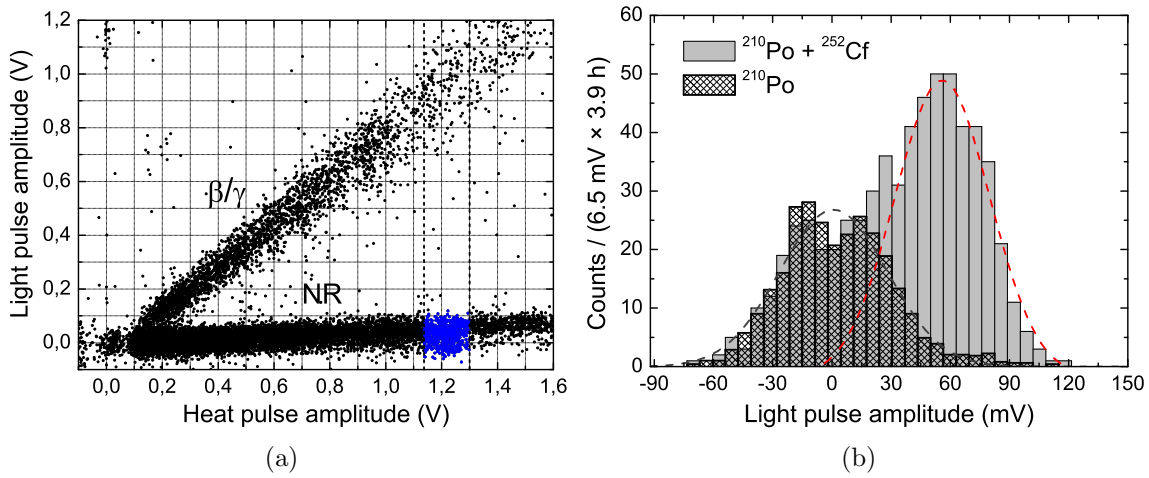 1,2
1,0
0,8
0,6
0,4
0,2
0,0
Light pulse amplitude (V)
β/γ
NR
0,0 0,2 0,4 0,6 0,8 1,0 1,2 1,4 1,6
Heat pulse amplitude (V)
(a)
60
50
40
30
20
10
0
Counts / (6.5 mV × 3.9 h)
²¹⁰Po + ²⁵²Cf
²¹⁰Po
-90 -60 -30 0 30 60 90 120 150
Light pulse amplitude (mV)
(b)